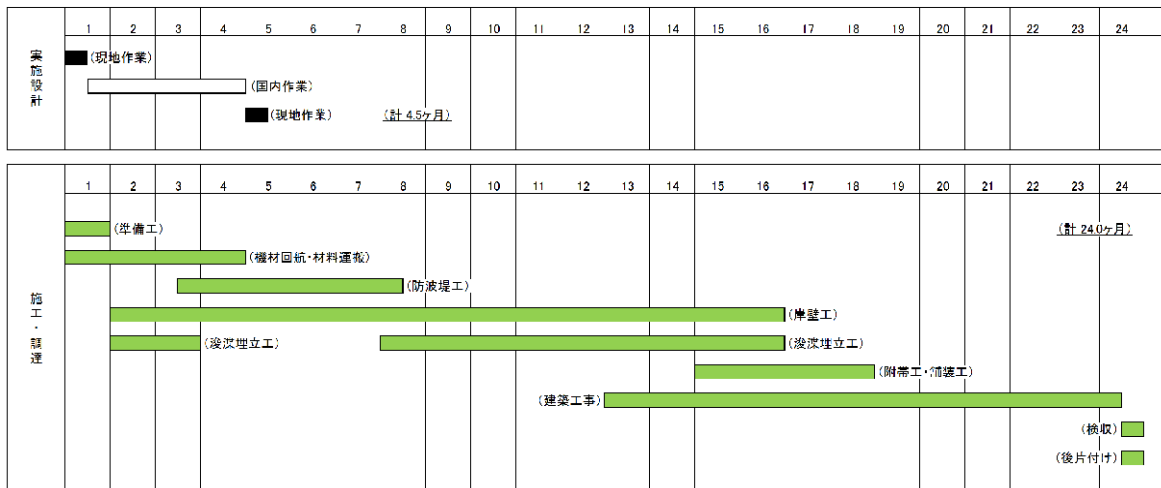 1 2 3 4 5 6 7 8 9 10 11 12 13 14 15 16 17 18 19 20 21 22 23 24
実施設計
(現地作業)
(国内作業)
(現地作業) (計 4.5ヶ月)
1 2 3 4 5 6 7 8 9 10 11 12 13 14 15 16 17 18 19 20 21 22 23 24
施工・調達
(準備工) (計 24.0ヶ月)
(機材回航・材料運搬)
(防波堤工)
(岸壁工)
(浚渫埋立工) (浚渫埋立工)
(附帯工・舗装工)
(建築工事)
(検収)
(後片付け)